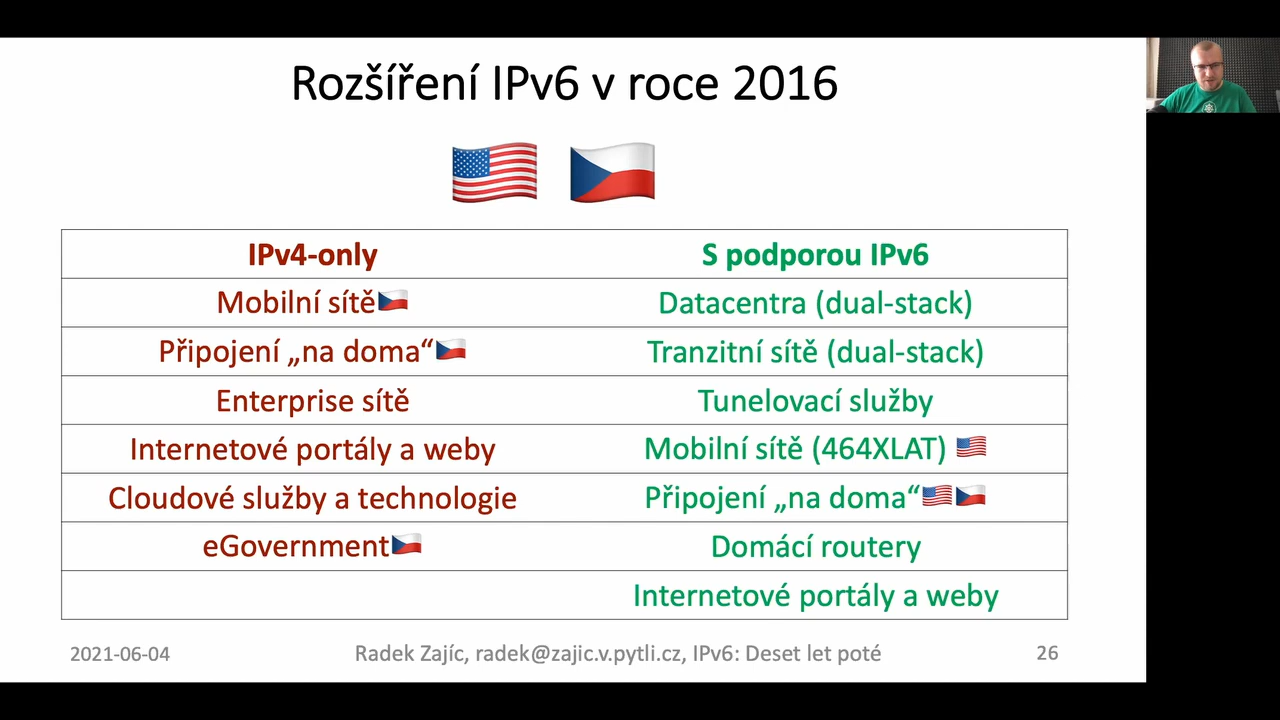 Rozšíření IPv6 v roce 2016
IPv4-only
S podporou IPv6
Mobilní sítě
Datacentra (dual-stack)
Připojení „na doma“
Tranzitní sítě (dual-stack)
Enterprise sítě
Tunelovací služby
Internetové portály a weby
Mobilní sítě (464XLAT)
Cloudové služby a technologie
Připojení „na doma“
eGovernment
Domácí routery
Internetové portály a weby
2021-06-04
Radek Zajíc, radek@zajic.v.pytli.cz, IPv6: Deset let poté
26